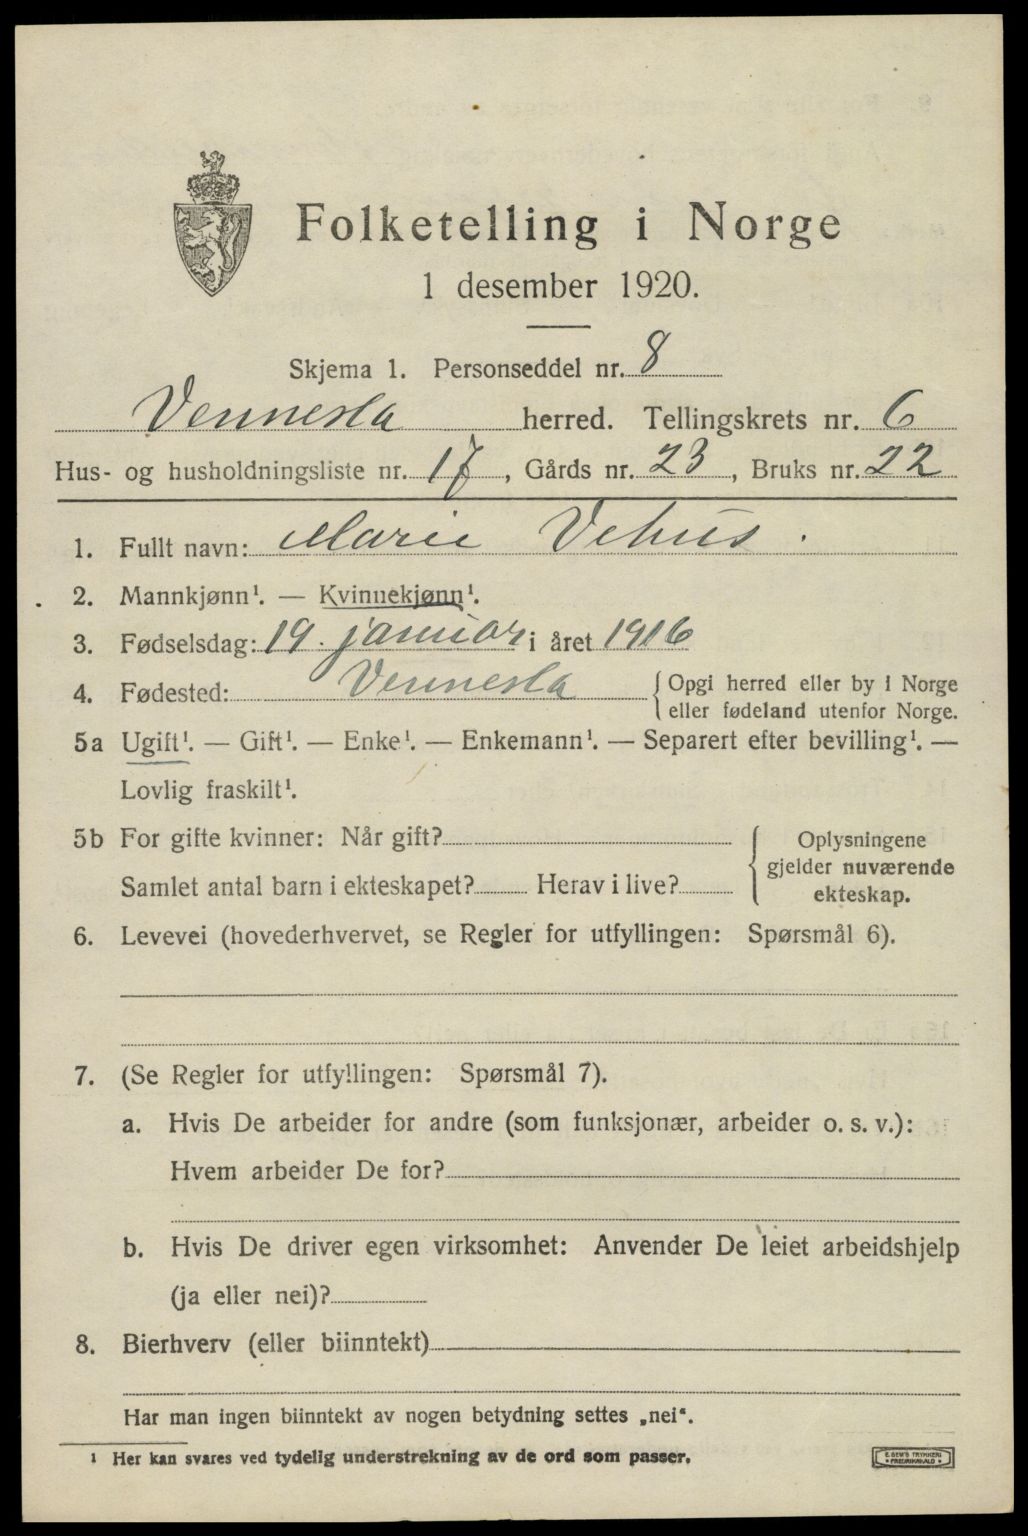 Folketelling i Norge
1 desember 1920.
Skjema 1. Personseddel nr. 8
Vennesla herred. Tellingskrets nr. 6
Hus- og husholdningsliste nr. 17, Gårds nr. 23, Bruks nr. 22
1. Fullt navn: Marie Vehus.
2. Mannkjønn¹. — Kvinnekjønn¹.
3. Fødselsdag: 19. januar i året 1916
4. Fødested: Vennesla { Opgi herred eller by i Norge
eller fødeland utenfor Norge.
5a Ugift¹. — Gift¹. — Enke¹. — Enkemann¹. — Separert efter bevilling¹. —
Lovlig fraskilt¹.
5b For gifte kvinner: Når gift?
Samlet antal barn i ekteskapet? Herav i live?
Oplysningene
gjelder nuværende
ekteskap.
6. Levevei (hovederhvervet, se Regler for utfyllingen: Spørsmål 6).
7. (Se Regler for utfyllingen: Spørsmål 7).
a. Hvis De arbeider for andre (som funksjonær, arbeider o. s. v.):
Hvem arbeider De for?
b. Hvis De driver egen virksomhet: Anvender De leiet arbeidshjelp
(ja eller nei)?
8. Bierhverv (eller biinntekt)
Har man ingen biinntekt av nogen betydning settes „nei“.
¹ Her kan svares ved tydelig understrekning av de ord som passer.
E. SEM'S TRYKKERI
FREDRIKSHALD